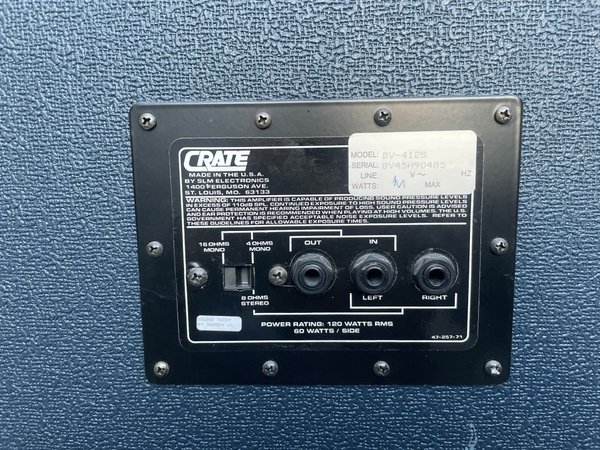 CRATE
MADE IN THE U.S.A.
BY SLM ELECTRONICS
1400 FERGUSON AVE.
ST. LOUIS, MO. 63133
MODEL: BV-412S
SERIAL: BV45H90485
LINE: V~ HZ
WATTS: MAX
WARNING: THIS AMPLIFIER IS CAPABLE OF PRODUCING SOUND PRESSURE LEVELS
IN EXCESS OF 110dB SPL. CONTINUED EXPOSURE TO HIGH SOUND PRESSURE LEVELS
CAN CAUSE PERMANENT HEARING IMPAIRMENT OR LOSS. USER CAUTION IS ADVISED
AND EAR PROTECTION IS RECOMMENDED WHEN PLAYING AT HIGH VOLUMES. THE U.S.
GOVERNMENT HAS SPECIFIED ACCEPTABLE NOISE EXPOSURE LEVELS. REFER TO
THESE GUIDELINES FOR ALLOWABLE EXPOSURE TIMES.
16 OHMS
MONO
4 OHMS
MONO
OUT
IN
8 OHMS
STEREO
LEFT
RIGHT
SOUND TEST
POWER RATING: 120 WATTS RMS
60 WATTS / SIDE
47-257-71